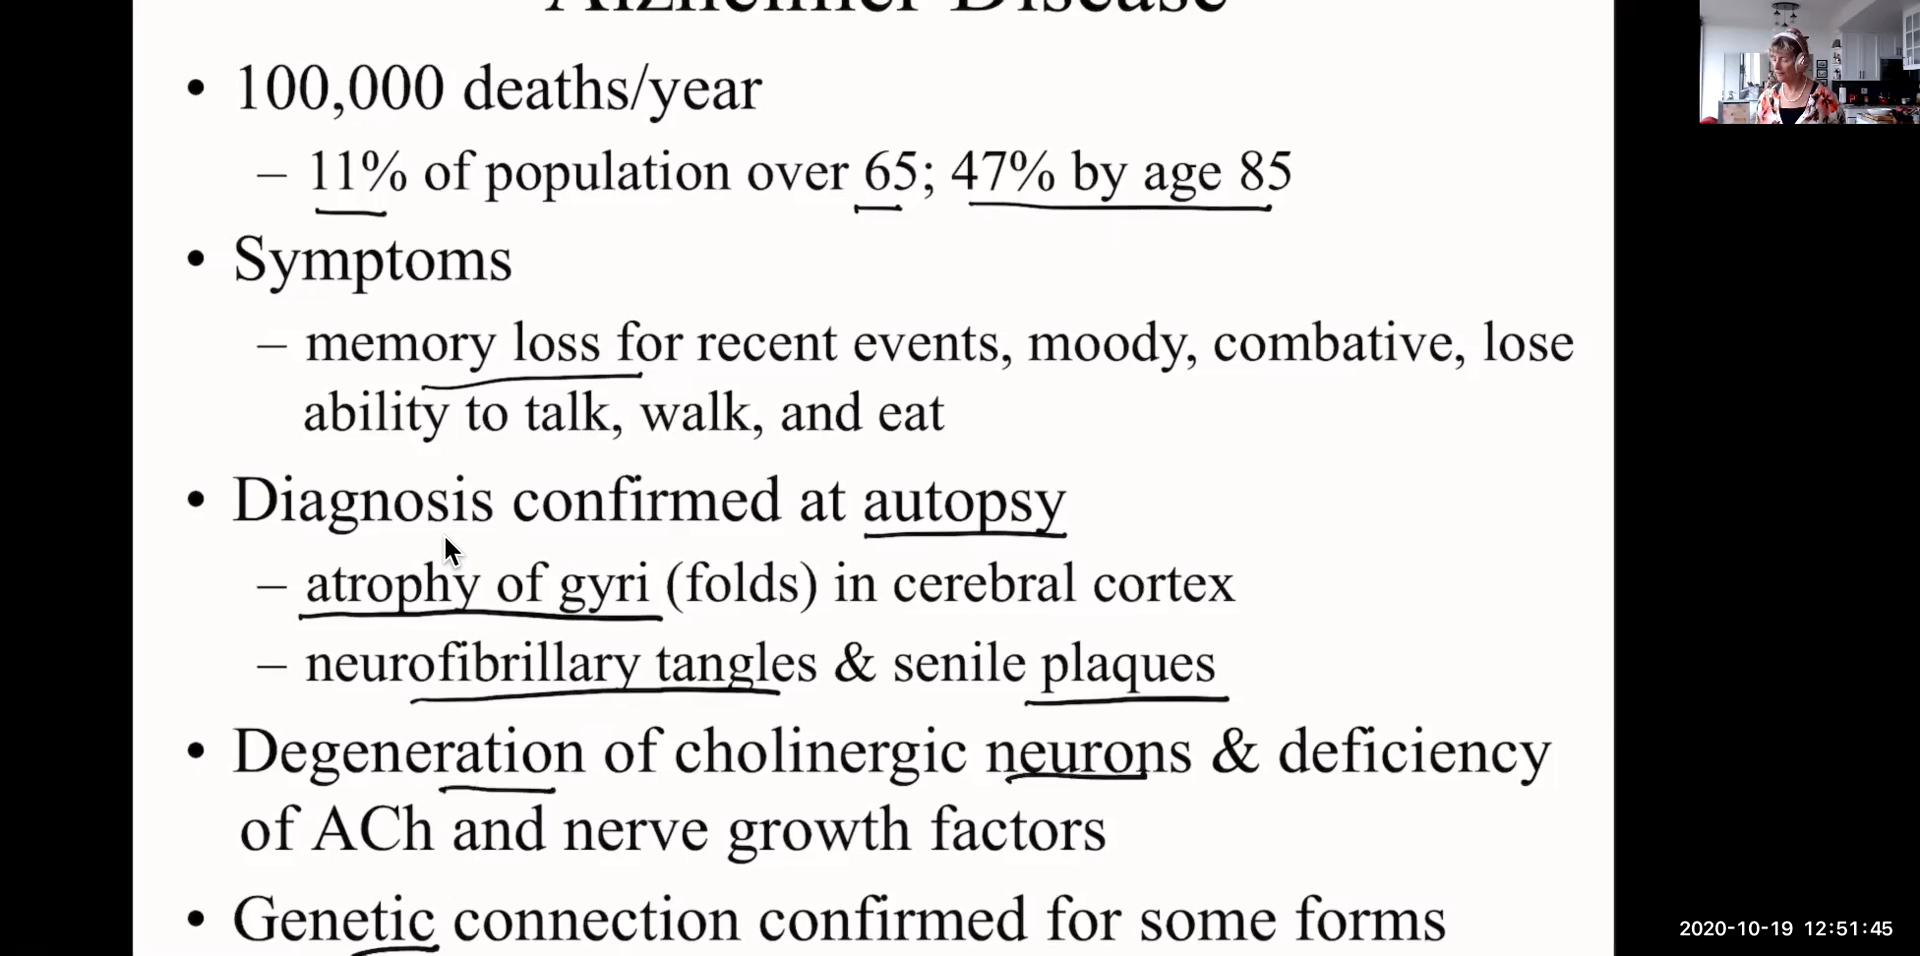 Alzheimer Disease
• 100,000 deaths/year
– 11% of population over 65; 47% by age 85
• Symptoms
– memory loss for recent events, moody, combative, lose
ability to talk, walk, and eat
• Diagnosis confirmed at autopsy
– atrophy of gyri (folds) in cerebral cortex
– neurofibrillary tangles & senile plaques
• Degeneration of cholinergic neurons & deficiency
of ACh and nerve growth factors
• Genetic connection confirmed for some forms
2020-10-19 12:51:45